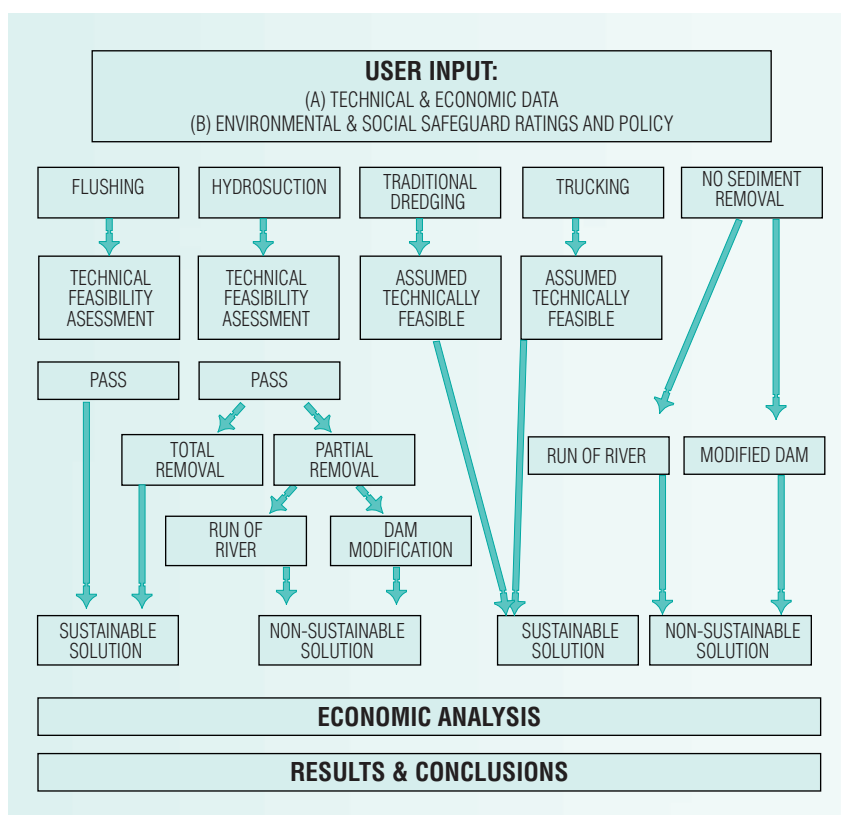 USER INPUT:
(A) TECHNICAL & ECONOMIC DATA
(B) ENVIRONMENTAL & SOCIAL SAFEGUARD RATINGS AND POLICY
FLUSHING
HYDROSUCTION
TRADITIONAL
DREDGING
TRUCKING
NO SEDIMENT
REMOVAL
TECHNICAL
FEASIBILITY
ASESSMENT
TECHNICAL
FEASIBILITY
ASESSMENT
ASSUMED
TECHNICALLY
FEASIBLE
ASSUMED
TECHNICALLY
FEASIBLE
PASS
PASS
TOTAL
REMOVAL
PARTIAL
REMOVAL
RUN OF RIVER
MODIFIED DAM
RUN OF
RIVER
DAM
MODIFICATION
SUSTAINABLE
SOLUTION
NON-SUSTAINABLE
SOLUTION
SUSTAINABLE
SOLUTION
NON-SUSTAINABLE
SOLUTION
ECONOMIC ANALYSIS
RESULTS & CONCLUSIONS